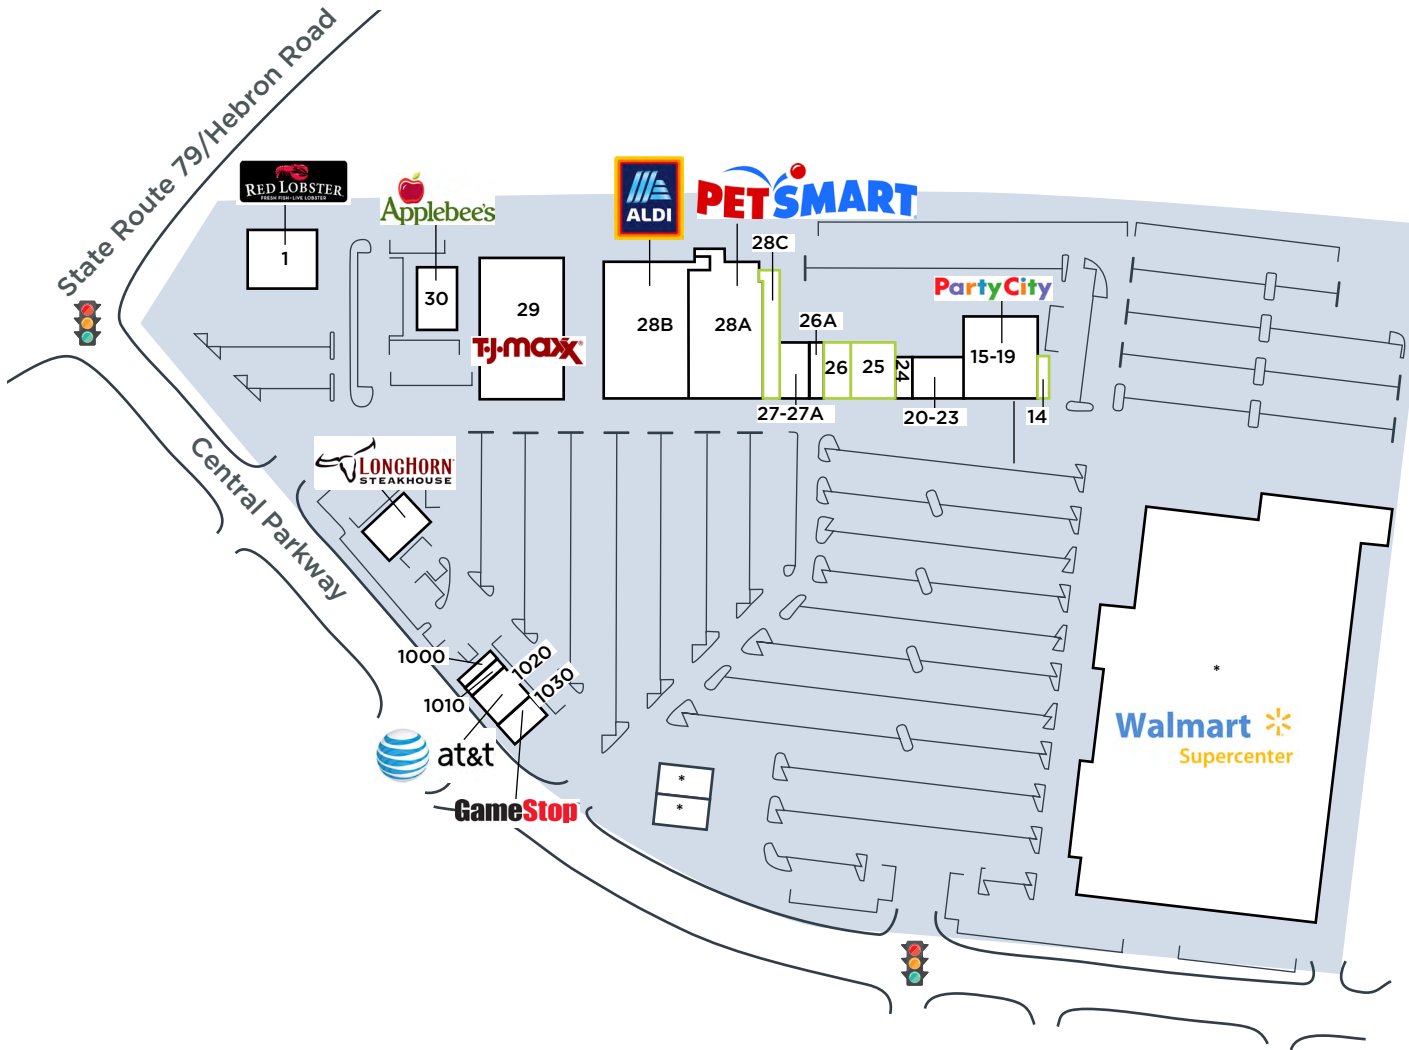 State Route 79/Hebron Road
RED LOBSTER
FRESH FISH • LIVE LOBSTER
Applebee's
ALDI
PETSMART
28C
1
30
29
T·J·maxx
28B
28A
26A
Party City
15-19
26
25
24
27-27A
20-23
14
LONGHORN
STEAKHOUSE
Central Parkway
1000
1020
1030
1010
at&t
GameStop
*
*
*
Walmart
Supercenter